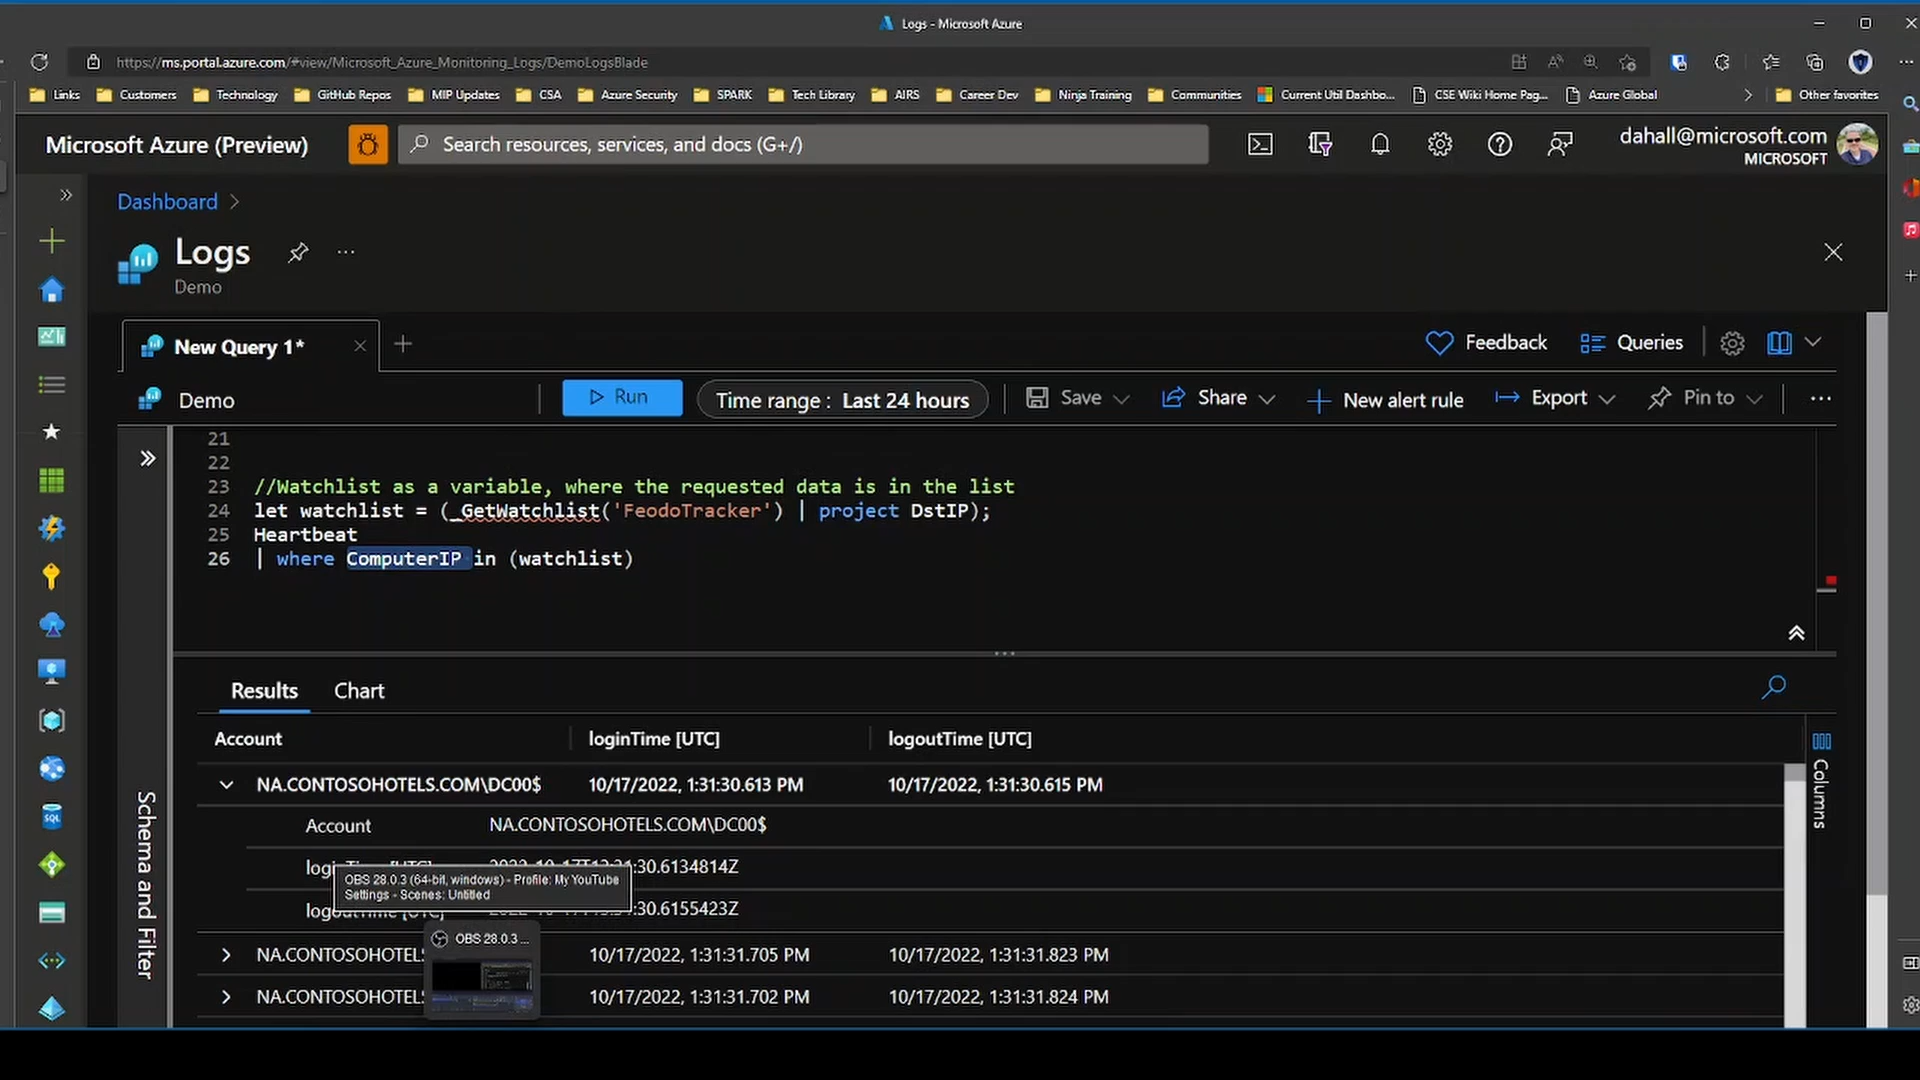 Logs - Microsoft Azure
https://ms.portal.azure.com/#view/Microsoft_Azure_Monitoring_Logs/DemoLogsBlade
Links Customers Technology GitHub Repos MIP Updates CSA Azure Security SPARK Tech Library AIRS Career Dev Ninja Training Communities Current Util Dashbo... CSE Wiki Home Pag... Azure Global Other favorites
Microsoft Azure (Preview)
Search resources, services, and docs (G+/)
dahall@microsoft.com
MICROSOFT
Dashboard
Logs
Demo
New Query 1*
Feedback
Queries
Demo
Run
Time range : Last 24 hours
Save
Share
New alert rule
Export
Pin to
21
22
23 //Watchlist as a variable, where the requested data is in the list
24 let watchlist = (_GetWatchlist('FeodoTracker') | project DstIP);
25 Heartbeat
26 | where ComputerIP in (watchlist)
Schema and Filter
Results Chart
Account loginTime [UTC] logoutTime [UTC]
Columns
NA.CONTOSOHOTELS.COM\DC00$ 10/17/2022, 1:31:30.613 PM 10/17/2022, 1:31:30.615 PM
Account NA.CONTOSOHOTELS.COM\DC00$
:30.6134814Z
OBS 28.0.3 (64-bit, windows) - Profile: My YouTube
Settings - Scenes: Untitled
:30.6155423Z
OBS 28.0.3...
NA.CONTOSOHOTELS 10/17/2022, 1:31:31.705 PM 10/17/2022, 1:31:31.823 PM
NA.CONTOSOHOTELS 10/17/2022, 1:31:31.702 PM 10/17/2022, 1:31:31.824 PM